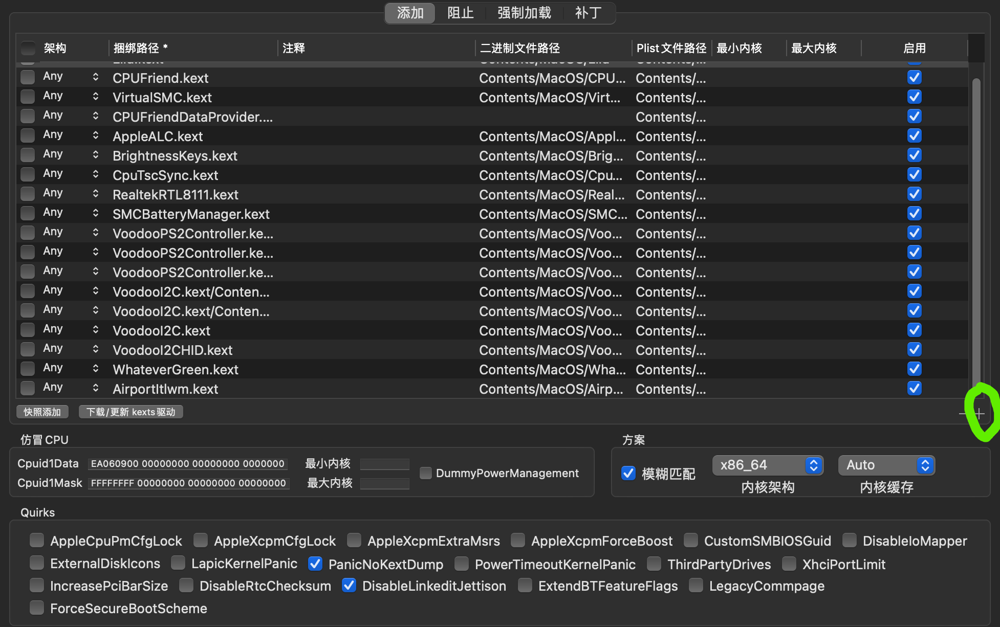 添加 阻止 强制加载 补丁
架构 捆绑路径 * 注释 二进制文件路径 Plist 文件路径 最小内核 最大内核 启用
Any CPUFriend.kext Contents/MacOS/CPU... Contents/...
Any VirtualSMC.kext Contents/MacOS/Virt... Contents/...
Any CPUFriendDataProvider.... Contents/...
Any AppleALC.kext Contents/MacOS/Appl... Contents/...
Any BrightnessKeys.kext Contents/MacOS/Brig... Contents/...
Any CpuTscSync.kext Contents/MacOS/Cpu... Contents/...
Any RealtekRTL8111.kext Contents/MacOS/Real... Contents/...
Any SMCBatteryManager.kext Contents/MacOS/SMC... Contents/...
Any VoodooPS2Controller.ke... Contents/MacOS/Voo... Contents/...
Any VoodooPS2Controller.ke... Contents/MacOS/Voo... Contents/...
Any VoodooPS2Controller.ke... Contents/MacOS/Voo... Contents/...
Any VoodooI2C.kext/Conten... Contents/MacOS/Voo... Contents/...
Any VoodooI2C.kext/Conten... Contents/MacOS/Voo... Contents/...
Any VoodooI2C.kext Contents/MacOS/Voo... Contents/...
Any VoodooI2CHID.kext Contents/MacOS/Voo... Contents/...
Any WhateverGreen.kext Contents/MacOS/Wha... Contents/...
Any AirportItlwm.kext Contents/MacOS/Airp... Contents/...
快照添加 下载/更新 kexts 驱动
仿冒 CPU 方案
Cpuid1Data EA060900 00000000 00000000 0000000 最小内核
Cpuid1Mask FFFFFFFF 00000000 00000000 00000000 最大内核
DummyPowerManagement
模糊匹配 x86_64 Auto
内核架构 内核缓存
Quirks
AppleCpuPmCfgLock AppleXcpmCfgLock AppleXcpmExtraMsrs AppleXcpmForceBoost CustomSMBIOSGuid DisableIoMapper
ExternalDiskIcons LapicKernelPanic PanicNoKextDump PowerTimeoutKernelPanic ThirdPartyDrives XhciPortLimit
IncreasePciBarSize DisableRtcChecksum DisableLinkeditJettison ExtendBTFeatureFlags LegacyCommpage
ForceSecureBootScheme